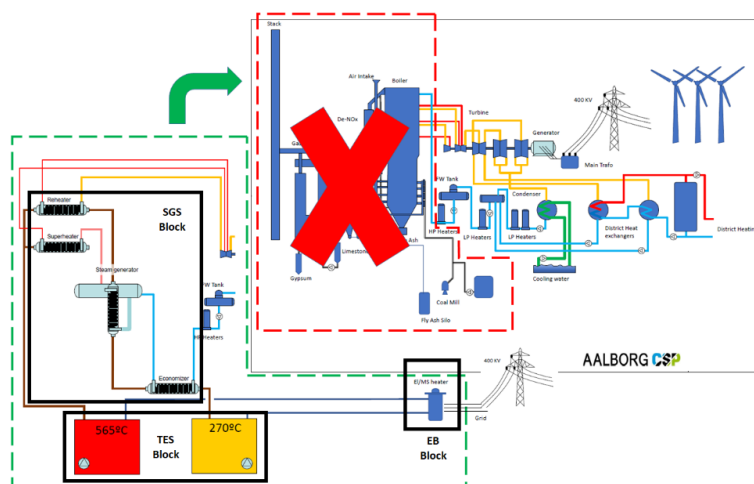 Stack
Air Intake
Boiler
De-NOx
Turbine
Generator
400 KV
Main Trafo
FW Tank
Condenser
HP Heaters
LP Heaters
LP Heaters
District Heat
exchangers
District Heatin
Cooling water
Ash
Limestone
Gypsum
Coal Mill
Fly Ash Silo
Reheater
SGS
Block
Superheater
Steam generator
FW Tank
HP Heaters
Economizer
565ºC
TES
Block
270ºC
400 KV
El/MS heater
Grid
EB
Block
AALBORG CSP